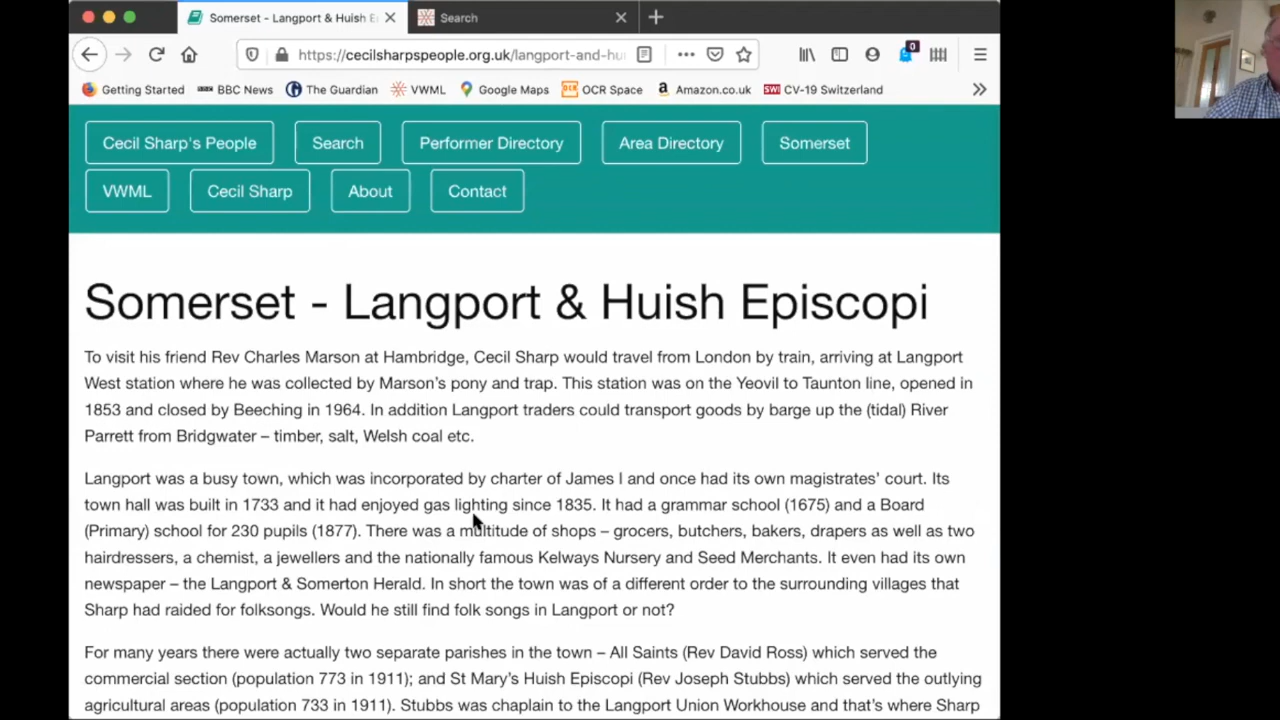 Somerset - Langport & Huish E
Search
https://cecilsharpspeople.org.uk/langport-and-hu
0
Getting Started
BBC News
The Guardian
VWML
Google Maps
OCR Space
Amazon.co.uk
SWI CV-19 Switzerland
Cecil Sharp's People
Search
Performer Directory
Area Directory
Somerset
VWML
Cecil Sharp
About
Contact
Somerset - Langport & Huish Episcopi
To visit his friend Rev Charles Marson at Hambridge, Cecil Sharp would travel from London by train, arriving at Langport
West station where he was collected by Marson's pony and trap. This station was on the Yeovil to Taunton line, opened in
1853 and closed by Beeching in 1964. In addition Langport traders could transport goods by barge up the (tidal) River
Parrett from Bridgwater – timber, salt, Welsh coal etc.
Langport was a busy town, which was incorporated by charter of James I and once had its own magistrates' court. Its
town hall was built in 1733 and it had enjoyed gas lighting since 1835. It had a grammar school (1675) and a Board
(Primary) school for 230 pupils (1877). There was a multitude of shops – grocers, butchers, bakers, drapers as well as two
hairdressers, a chemist, a jewellers and the nationally famous Kelways Nursery and Seed Merchants. It even had its own
newspaper – the Langport & Somerton Herald. In short the town was of a different order to the surrounding villages that
Sharp had raided for folksongs. Would he still find folk songs in Langport or not?
For many years there were actually two separate parishes in the town – All Saints (Rev David Ross) which served the
commercial section (population 773 in 1911); and St Mary's Huish Episcopi (Rev Joseph Stubbs) which served the outlying
agricultural areas (population 733 in 1911). Stubbs was chaplain to the Langport Union Workhouse and that's where Sharp